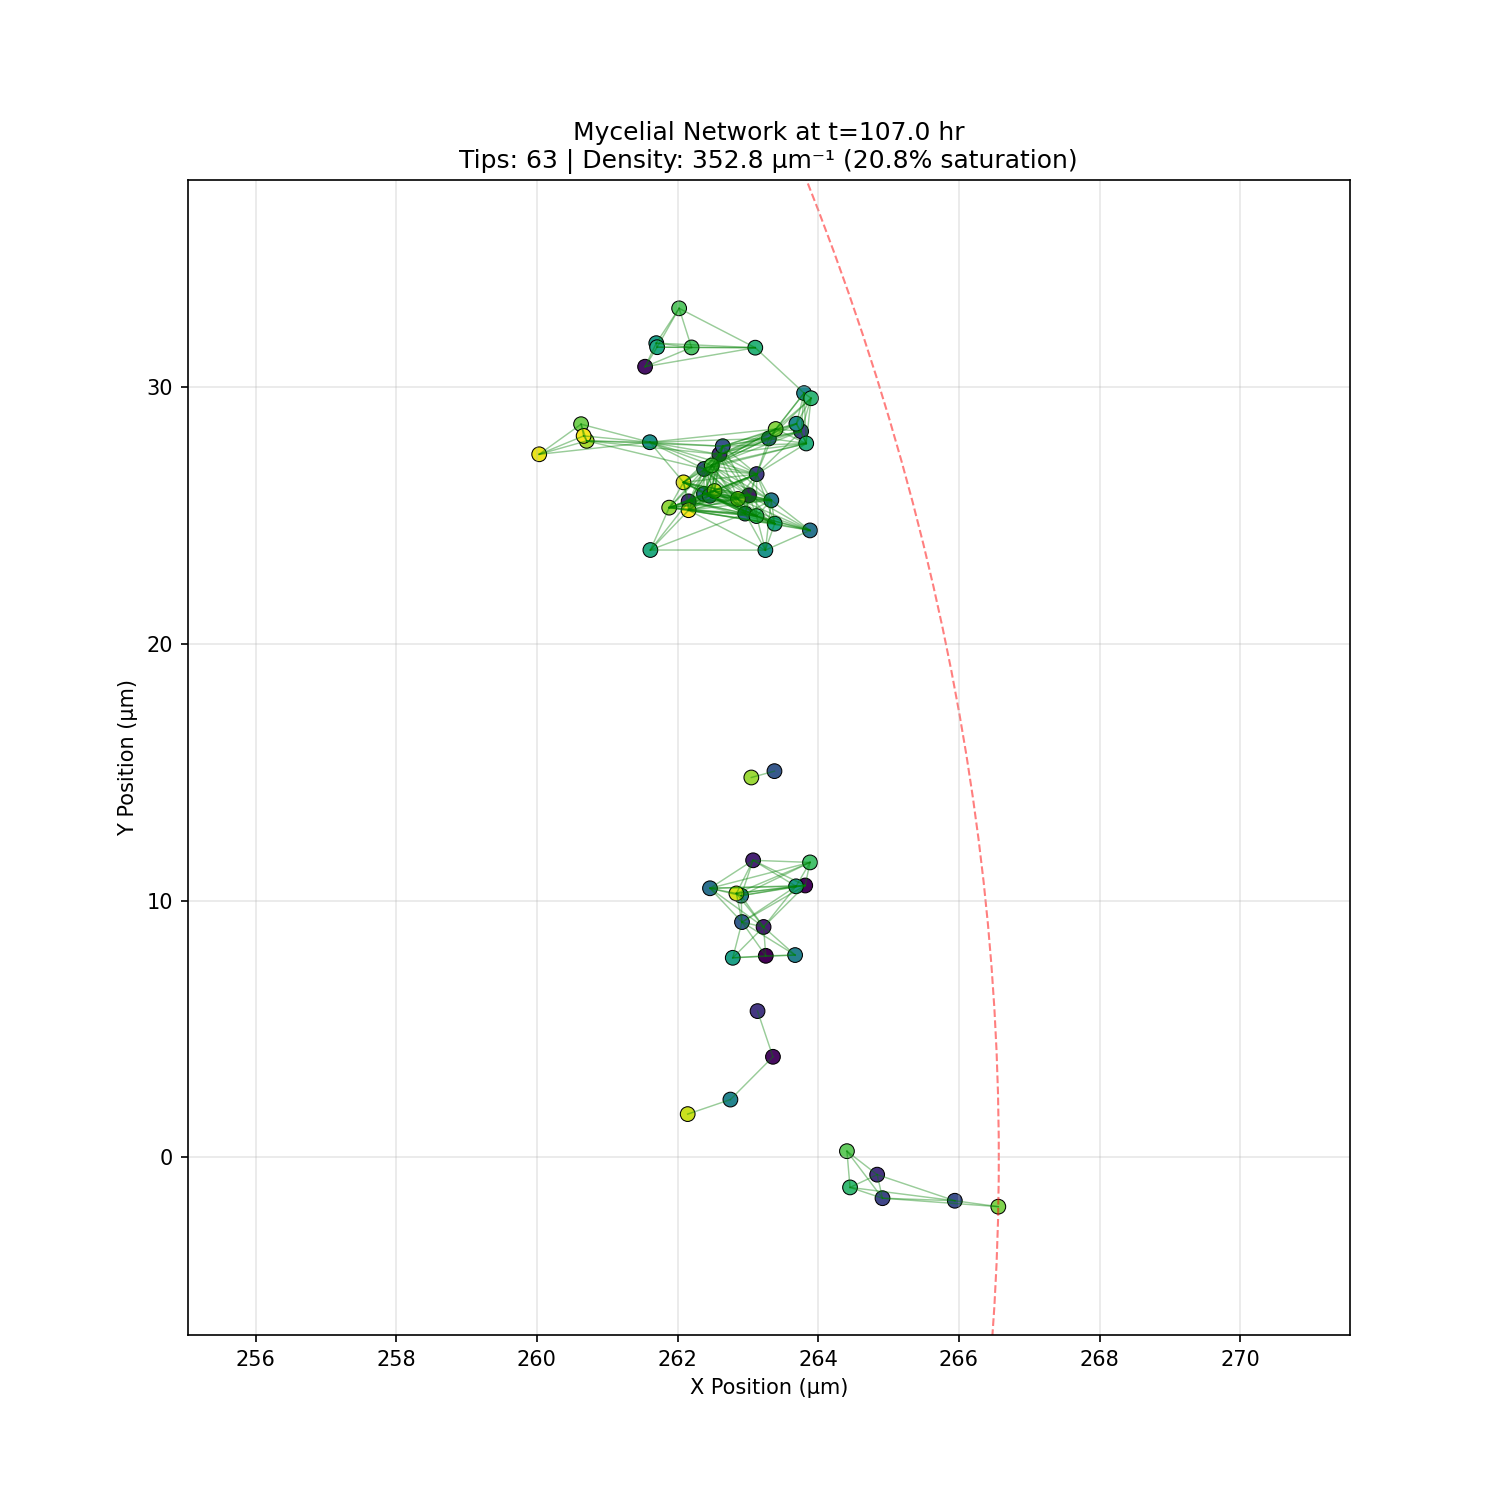 Mycelial Network at t=107.0 hr
Tips: 63 | Density: 352.8 μm⁻¹ (20.8% saturation)
30
20
10
0
Y Position (μm)
256 258 260 262 264 266 268 270
X Position (μm)